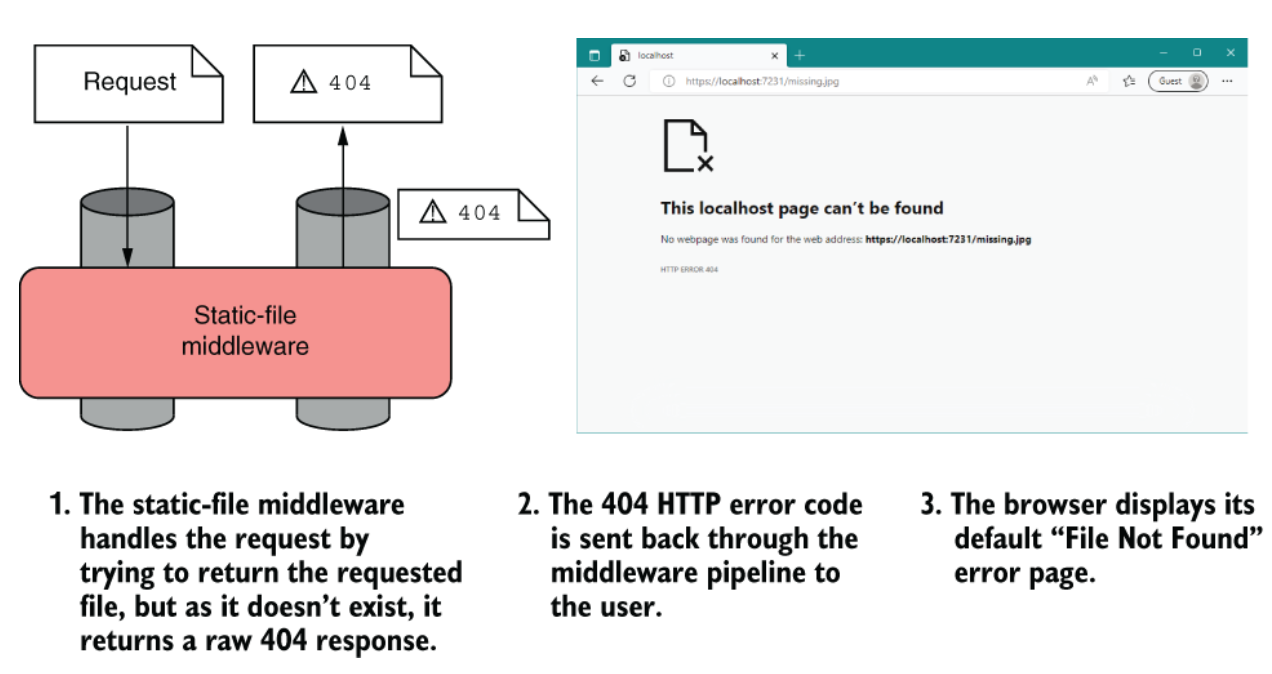 Request
⚠ 404
⚠ 404
Static-file
middleware
localhost
https://localhost:7231/missing.jpg
Guest
This localhost page can't be found
No webpage was found for the web address: https://localhost:7231/missing.jpg
HTTP ERROR 404
1. The static-file middleware
handles the request by
trying to return the requested
file, but as it doesn’t exist, it
returns a raw 404 response.
2. The 404 HTTP error code
is sent back through the
middleware pipeline to
the user.
3. The browser displays its
default “File Not Found”
error page.